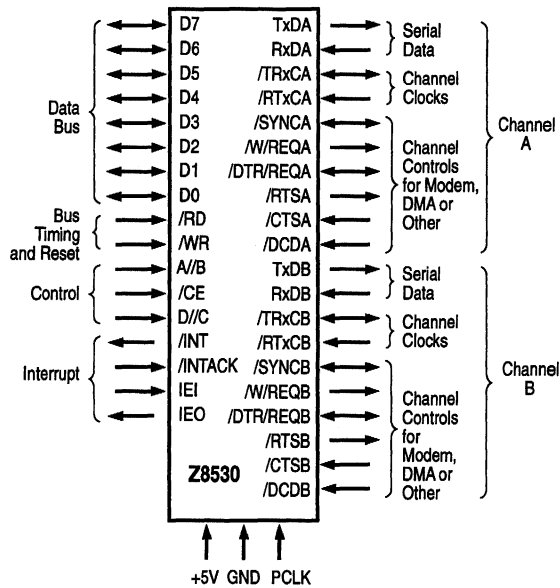 Data
Bus
Bus
Timing
and Reset
Control
Interrupt
D7
D6
D5
D4
D3
D2
D1
D0
/RD
/WR
A//B
/CE
D//C
/INT
/INTACK
IEI
IEO
Z8530
TxDA
RxDA
/TRxCA
/RTxCA
/SYNCA
/W/REQA
/DTR/REQA
/RTSA
/CTSA
/DCDA
TxDB
RxDB
/TRxCB
/RTxCB
/SYNCB
/W/REQB
/DTR/REQB
/RTSB
/CTSB
/DCDB
Serial
Data
Channel
Clocks
Channel
Controls
for Modem,
DMA or
Other
Channel
A
Serial
Data
Channel
Clocks
Channel
Controls
for
Modem,
DMA or
Other
Channel
B
+5V GND PCLK